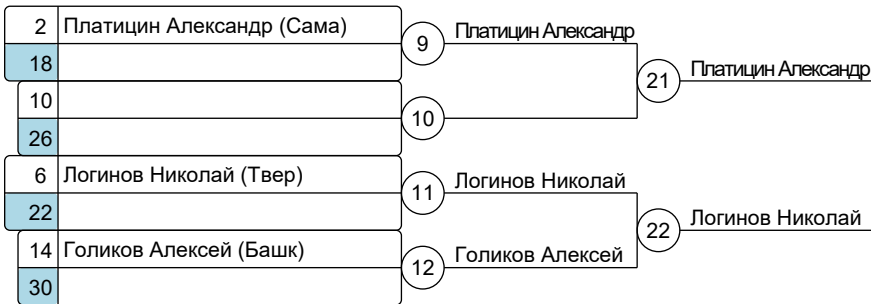 2 Платицин Александр (Сама)
18
10
26
6 Логинов Николай (Твер)
22
14 Голиков Алексей (Башк)
30
9 Платицин Александр
10
11 Логинов Николай
12 Голиков Алексей
21 Платицин Александр
22 Логинов Николай